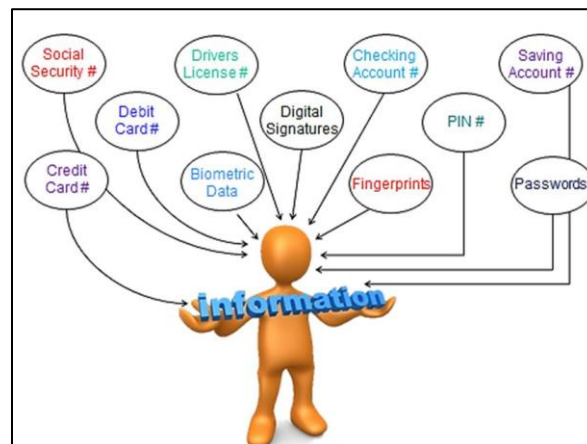 Social
Security #
Drivers
License #
Checking
Account #
Saving
Account #
Debit
Card #
Digital
Signatures
PIN #
Credit
Card #
Biometric
Data
Fingerprints
Passwords
information